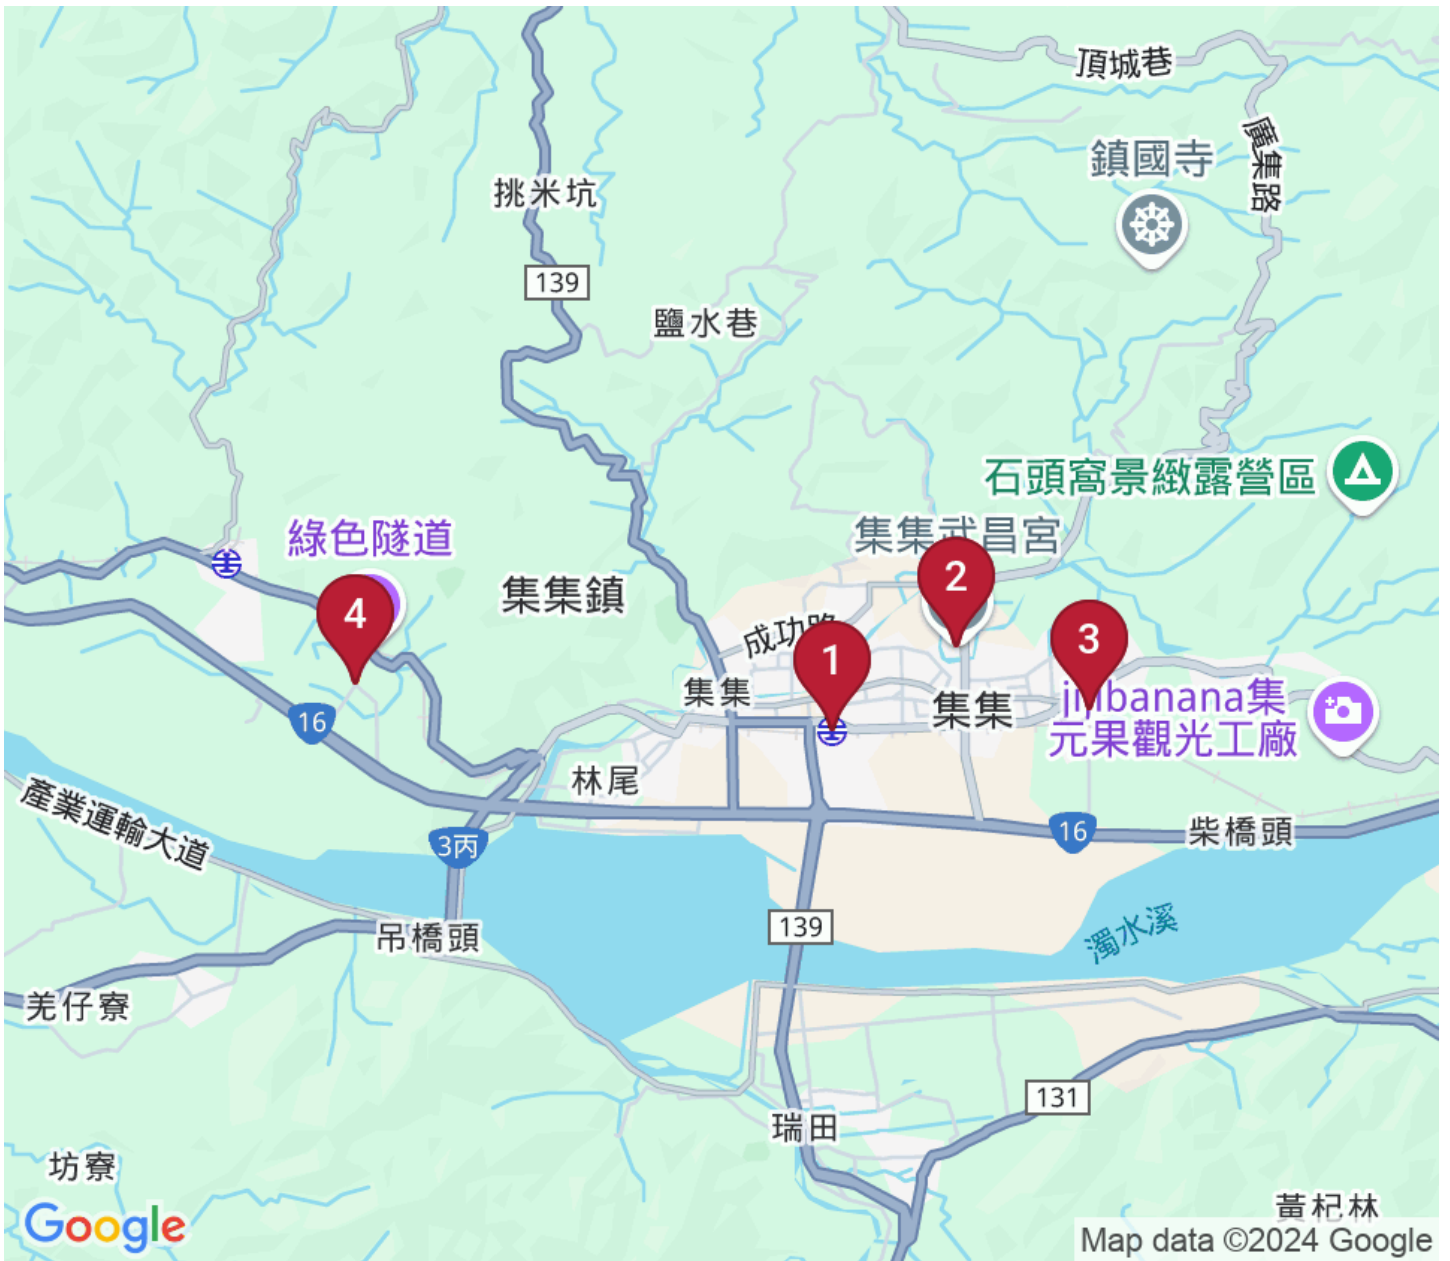 頂城巷
廣集路
鎮國寺
挑米坑
139
鹽水巷
石頭窩景緻露營區
綠色隧道
集集武昌宮
集集鎮
2
4
成功路
3
1
集集
集集
jijibanana集
元果觀光工廠
16
林尾
產業運輸大道
3丙
16
柴橋頭
吊橋頭
139
濁水溪
羌仔寮
131
瑞田
坊寮
黃杞林
Google
Map data ©2024 Google